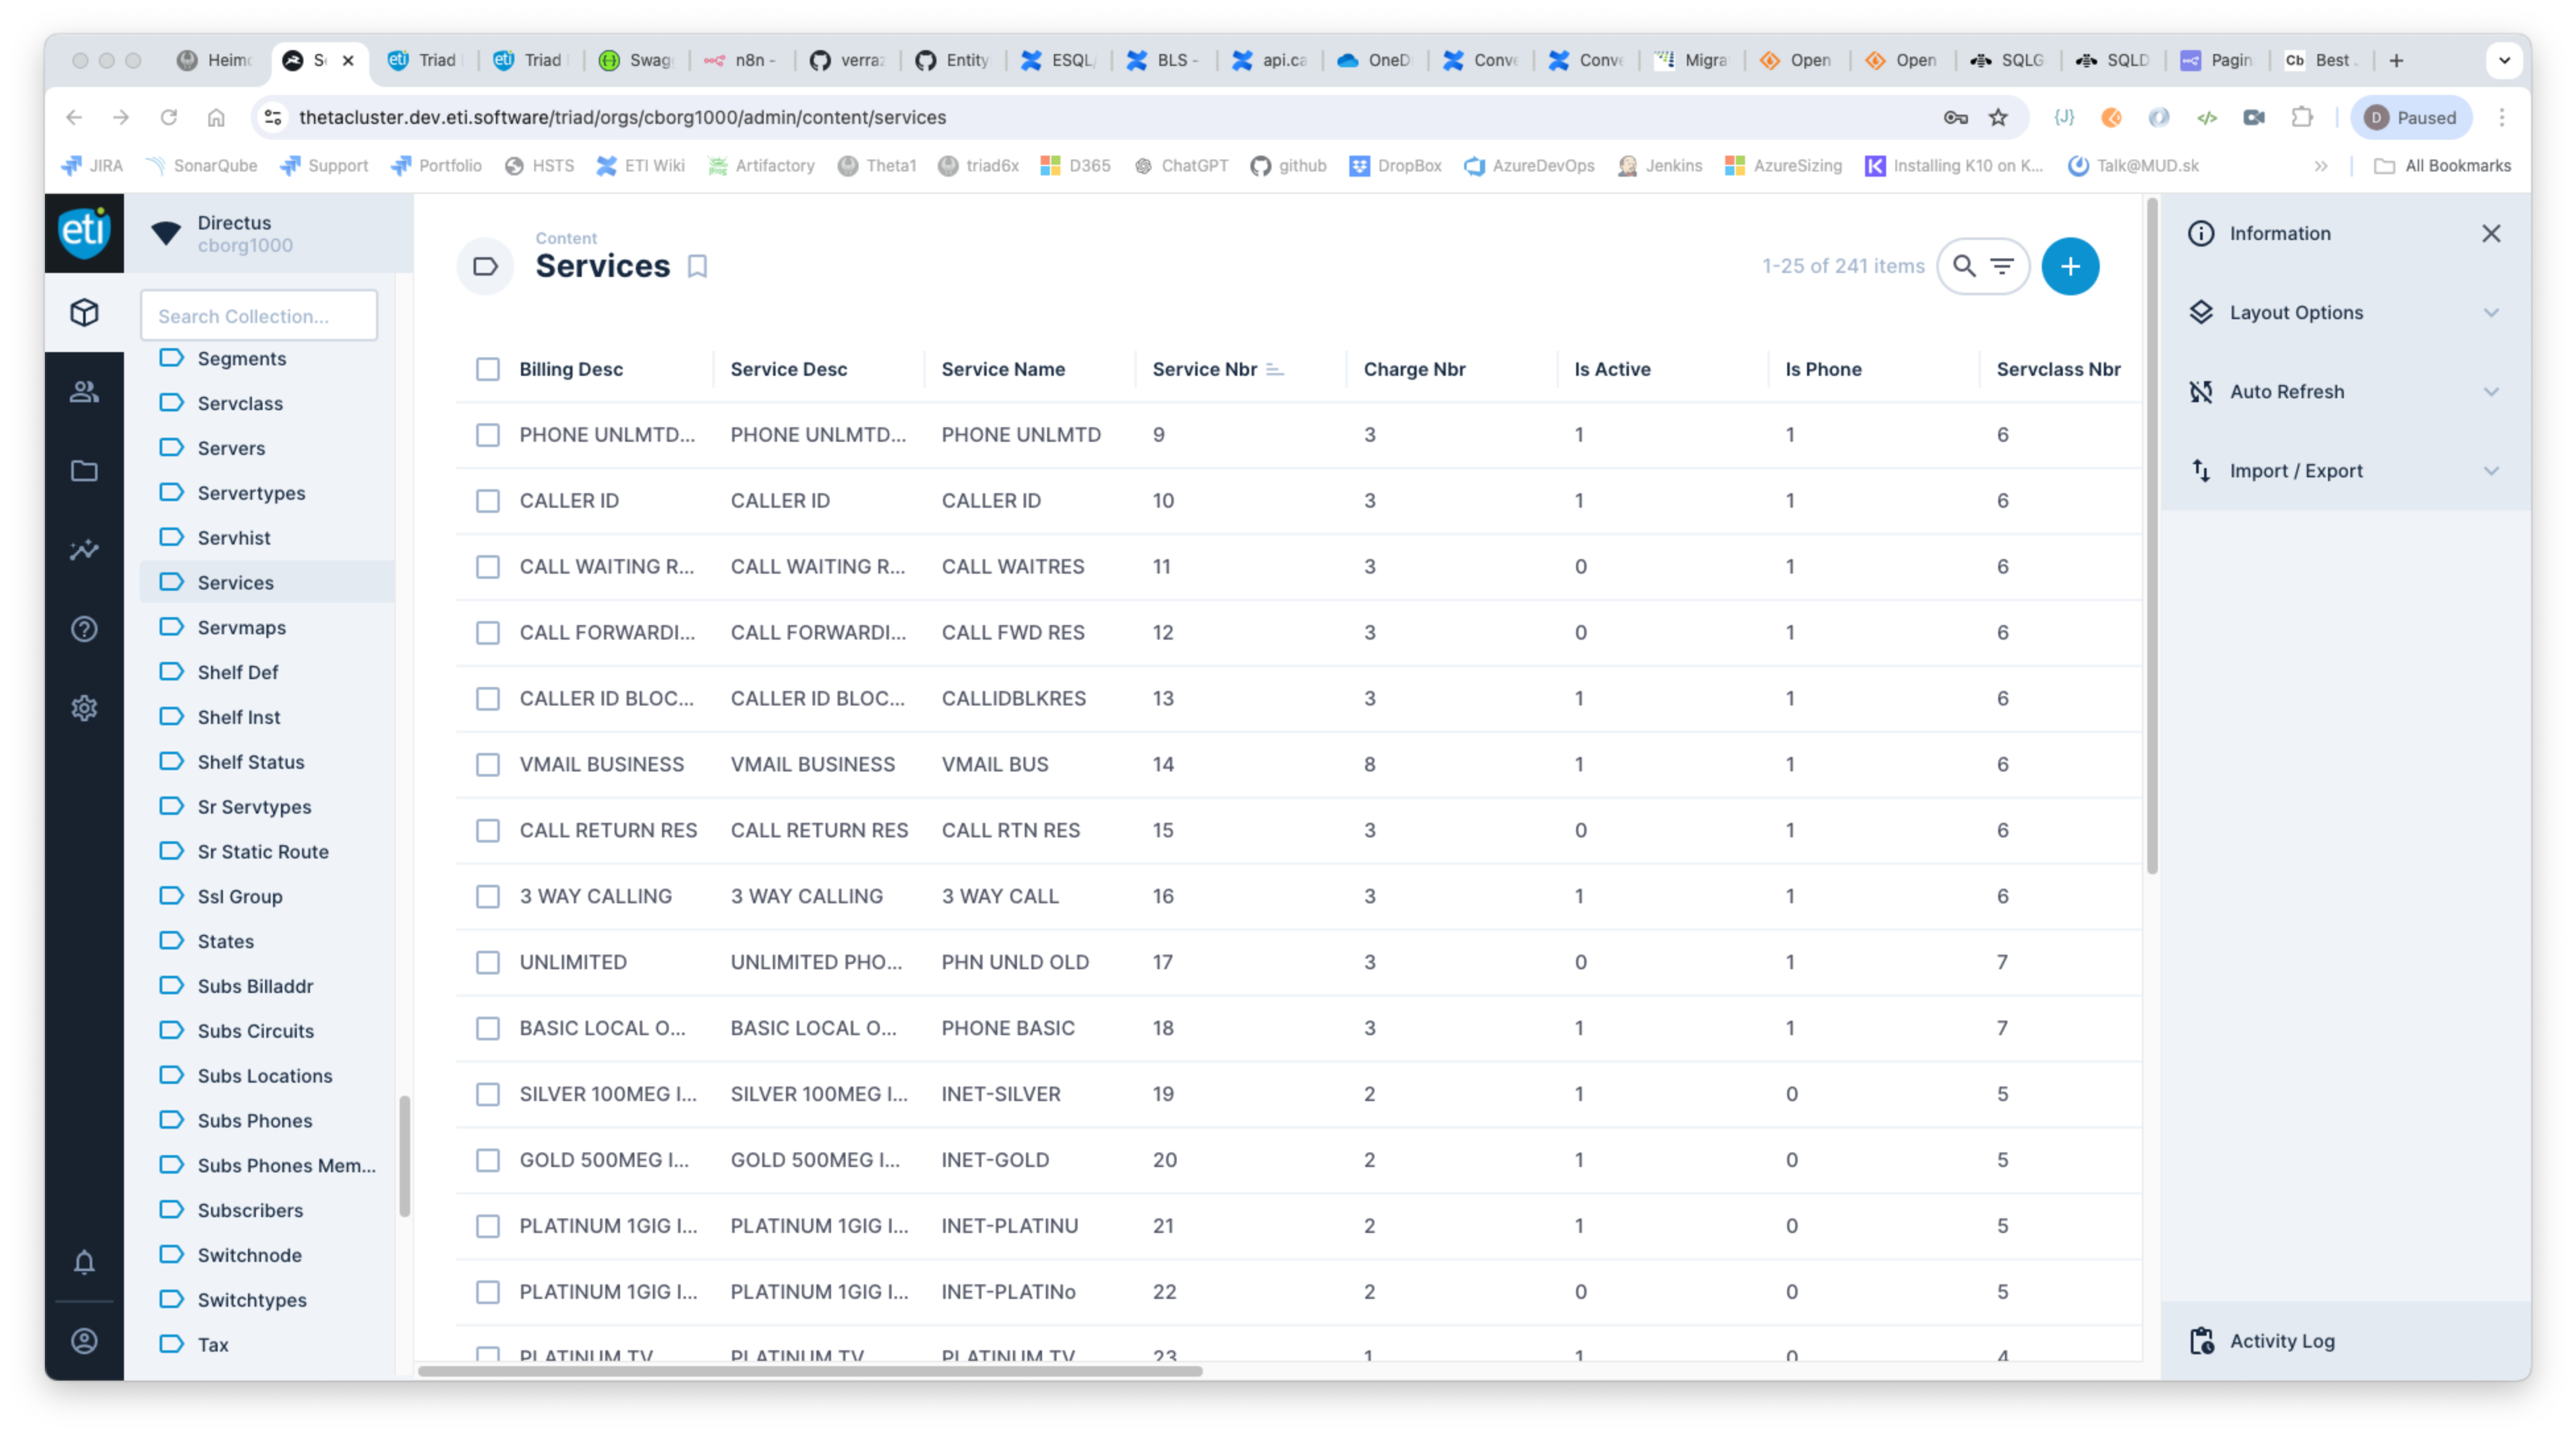 Heim
S
Triad
Triad
Swag
n8n -
verra
Entity
ESQL/
BLS -
api.ca
OneD
Conv
Conv
Migra
Open
Open
SQLG
SQLD
Pagin
Cb Best
thetacluster.dev.eti.software/triad/orgs/cborg1000/admin/content/services
D Paused
JIRA SonarQube Support Portfolio HSTS ETI Wiki Artifactory Theta1 triad6x D365 ChatGPT github DropBox AzureDevOps Jenkins AzureSizing Installing K10 on K... Talk@MUD.sk » All Bookmarks
eti
Directus
cborg1000
Search Collection...
Segments
Servclass
Servers
Servertypes
Servhist
Services
Servmaps
Shelf Def
Shelf Inst
Shelf Status
Sr Servtypes
Sr Static Route
Ssl Group
States
Subs Billaddr
Subs Circuits
Subs Locations
Subs Phones
Subs Phones Mem...
Subscribers
Switchnode
Switchtypes
Tax
Content
Services
1-25 of 241 items
Billing Desc Service Desc Service Name Service Nbr Charge Nbr Is Active Is Phone Servclass Nbr
PHONE UNLMTD... PHONE UNLMTD... PHONE UNLMTD 9 3 1 1 6
CALLER ID CALLER ID CALLER ID 10 3 1 1 6
CALL WAITING R... CALL WAITING R... CALL WAITRES 11 3 0 1 6
CALL FORWARDI... CALL FORWARDI... CALL FWD RES 12 3 0 1 6
CALLER ID BLOC... CALLER ID BLOC... CALLIDBLKRES 13 3 1 1 6
VMAIL BUSINESS VMAIL BUSINESS VMAIL BUS 14 8 1 1 6
CALL RETURN RES CALL RETURN RES CALL RTN RES 15 3 0 1 6
3 WAY CALLING 3 WAY CALLING 3 WAY CALL 16 3 1 1 6
UNLIMITED UNLIMITED PHO... PHN UNLD OLD 17 3 0 1 7
BASIC LOCAL O... BASIC LOCAL O... PHONE BASIC 18 3 1 1 7
SILVER 100MEG I... SILVER 100MEG I... INET-SILVER 19 2 1 0 5
GOLD 500MEG I... GOLD 500MEG I... INET-GOLD 20 2 1 0 5
PLATINUM 1GIG I... PLATINUM 1GIG I... INET-PLATINU 21 2 1 0 5
PLATINUM 1GIG I... PLATINUM 1GIG I... INET-PLATINo 22 2 0 0 5
PLATINUM TV PLATINUM TV PLATINUM TV 23 1 1 0 4
Information
Layout Options
Auto Refresh
Import / Export
Activity Log